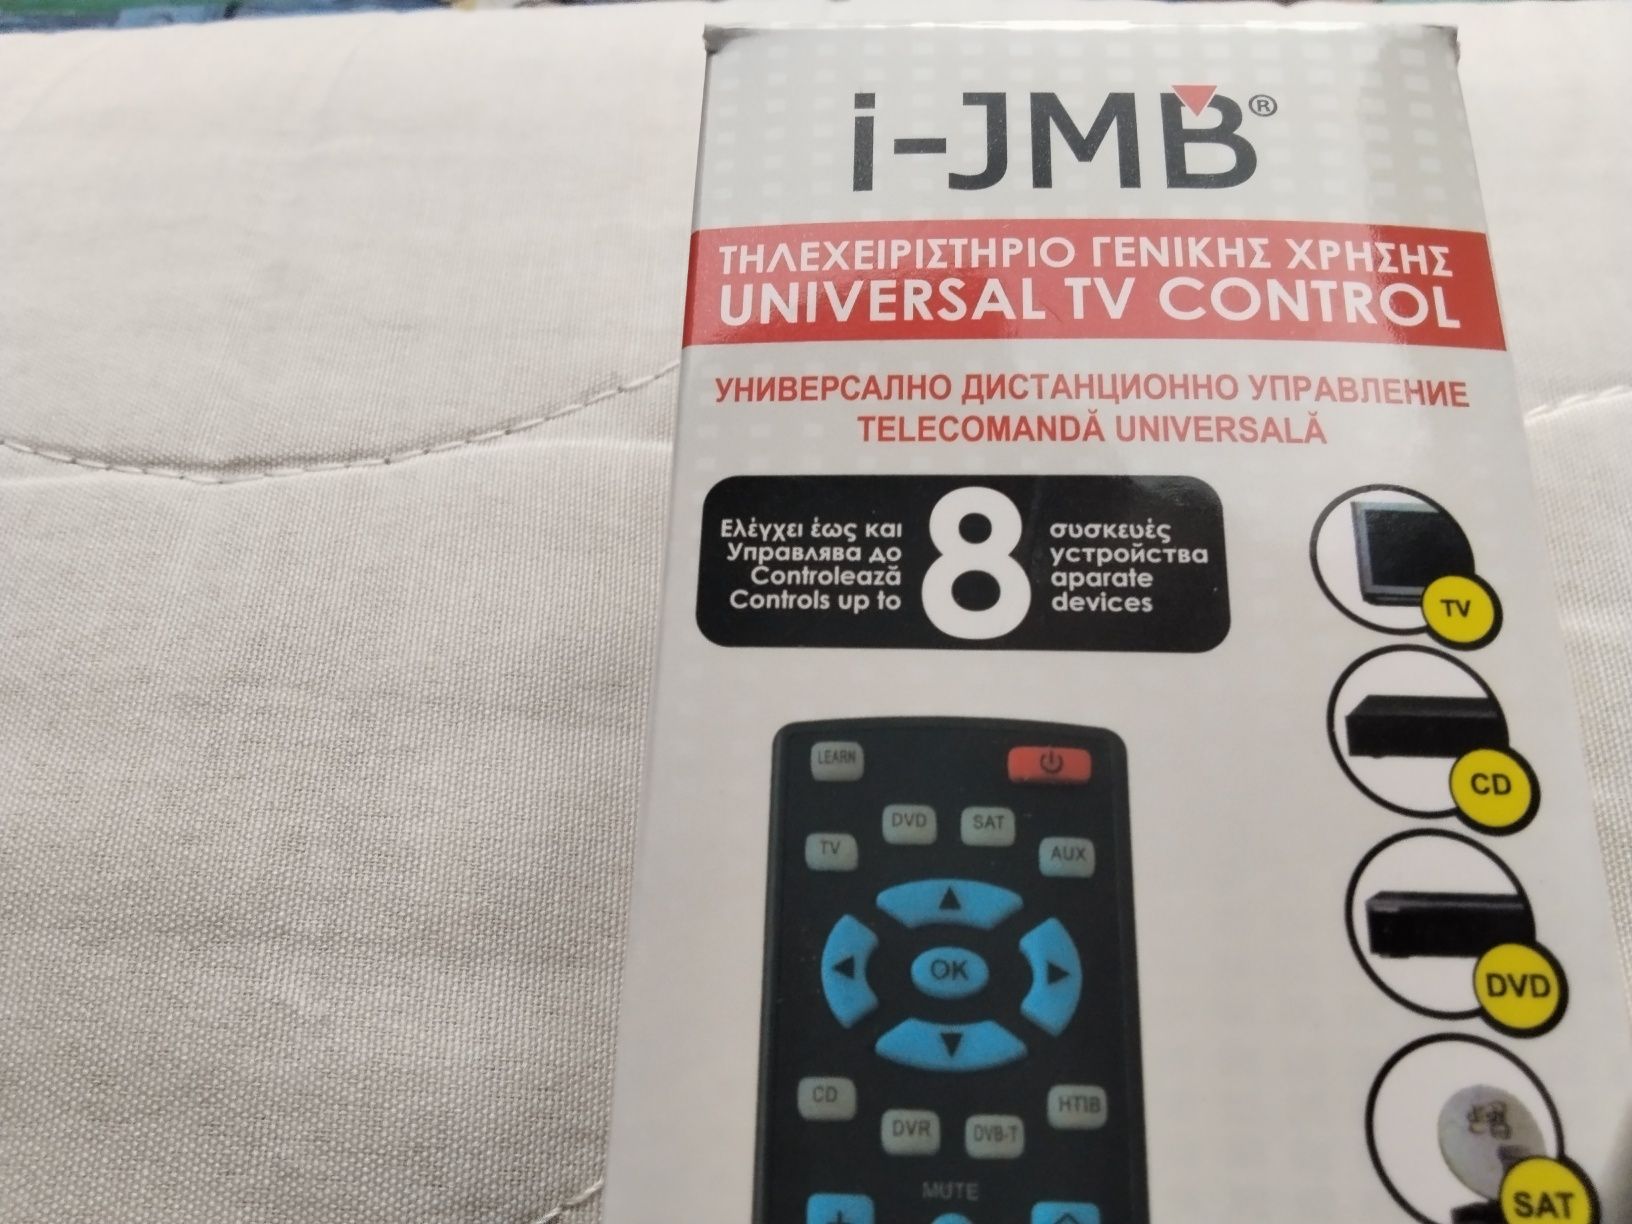 i-JMB®
ΤΗΛΕΧΕΙΡΙΣΤΗΡΙΟ ΓΕΝΙΚΗΣ ΧΡΗΣΗΣ
UNIVERSAL TV CONTROL
УНИВЕРСАЛНО ДИСТАНЦИОННО УПРАВЛЕНИЕ
TELECOMANDĂ UNIVERSALĂ
Ελέγχει έως και
Управлява до
Controlează
Controls up to
8
συσκευές
устройства
aparate
devices
TV
CD
DVD
SAT
LEARN
TV
DVD
SAT
AUX
OK
CD
DVR
DVB-T
HTIB
MUTE